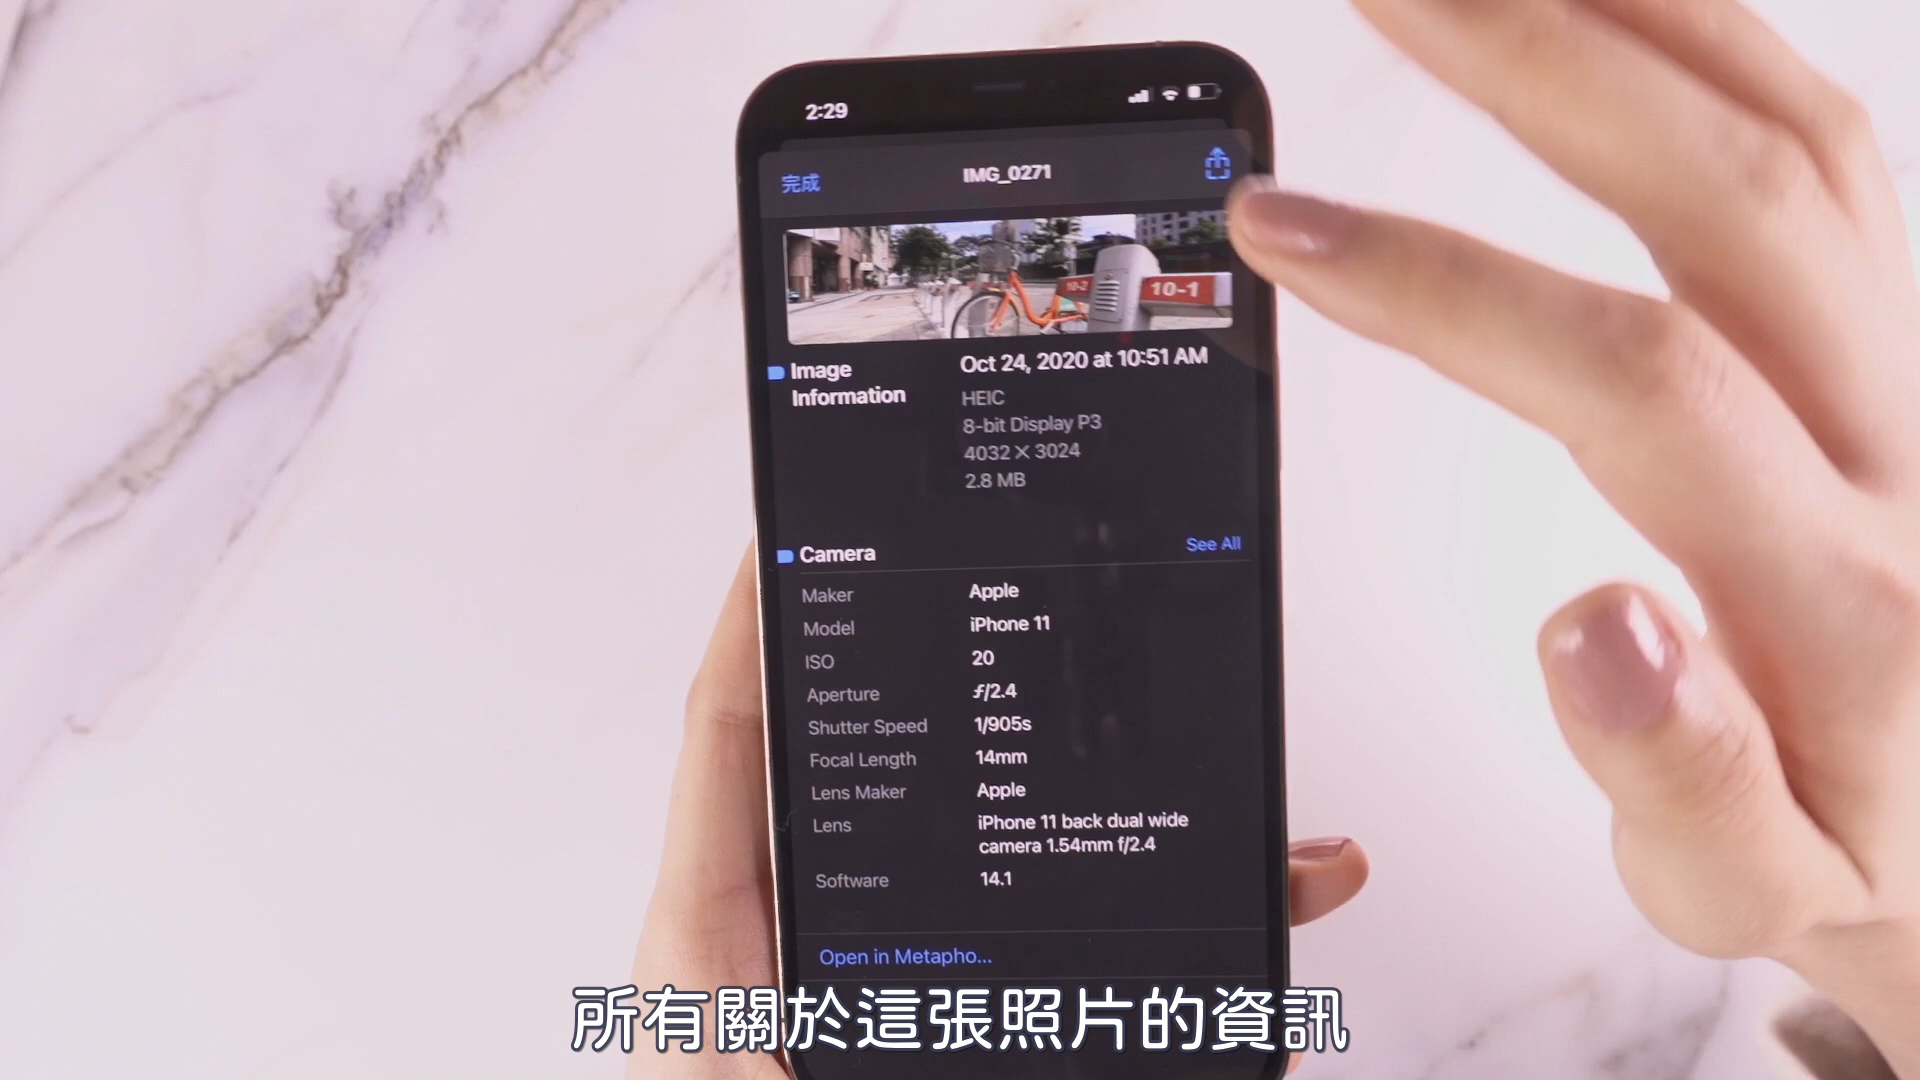 2:29
完成
IMG_0271
10-2
10-1
Image Information
Oct 24, 2020 at 10:51 AM
HEIC
8-bit Display P3
4032 × 3024
2.8 MB
Camera
See All
Maker Apple
Model iPhone 11
ISO 20
Aperture ƒ/2.4
Shutter Speed 1/905s
Focal Length 14mm
Lens Maker Apple
Lens iPhone 11 back dual wide
camera 1.54mm f/2.4
Software 14.1
Open in Metapho...
所有關於這張照片的資訊